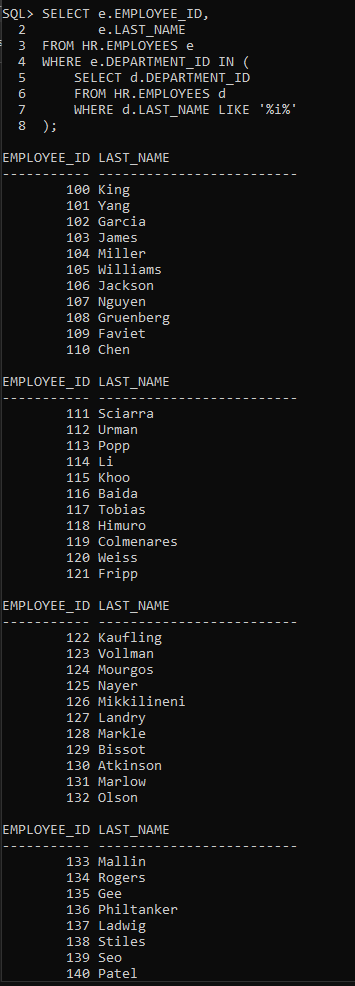 SQL> SELECT e.EMPLOYEE_ID,
  2         e.LAST_NAME
  3  FROM HR.EMPLOYEES e
  4  WHERE e.DEPARTMENT_ID IN (
  5      SELECT d.DEPARTMENT_ID
  6      FROM HR.EMPLOYEES d
  7      WHERE d.LAST_NAME LIKE '%i%'
  8  );
EMPLOYEE_ID LAST_NAME
----------- -------------------------
        100 King
        101 Yang
        102 Garcia
        103 James
        104 Miller
        105 Williams
        106 Jackson
        107 Nguyen
        108 Gruenberg
        109 Faviet
        110 Chen
EMPLOYEE_ID LAST_NAME
----------- -------------------------
        111 Sciarra
        112 Urman
        113 Popp
        114 Li
        115 Khoo
        116 Baida
        117 Tobias
        118 Himuro
        119 Colmenares
        120 Weiss
        121 Fripp
EMPLOYEE_ID LAST_NAME
----------- -------------------------
        122 Kaufling
        123 Vollman
        124 Mourgos
        125 Nayer
        126 Mikkilineni
        127 Landry
        128 Markle
        129 Bissot
        130 Atkinson
        131 Marlow
        132 Olson
EMPLOYEE_ID LAST_NAME
----------- -------------------------
        133 Mallin
        134 Rogers
        135 Gee
        136 Philtanker
        137 Ladwig
        138 Stiles
        139 Seo
        140 Patel